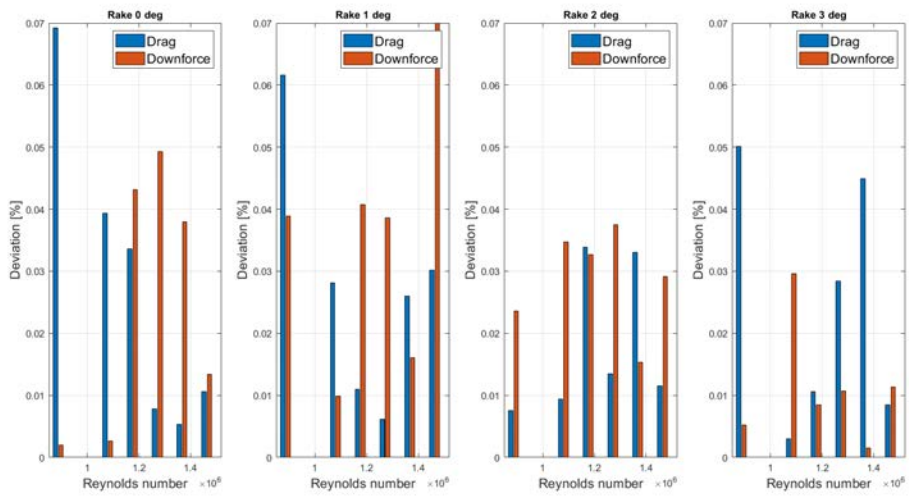 Rake 0 deg
Drag
Downforce
Deviation [%]
0.07
0.06
0.05
0.04
0.03
0.02
0.01
0
1
1.2
1.4
Reynolds number
×10⁶
Rake 1 deg
Drag
Downforce
Deviation [%]
0.07
0.06
0.05
0.04
0.03
0.02
0.01
0
1
1.2
1.4
Reynolds number
×10⁶
Rake 2 deg
Drag
Downforce
Deviation [%]
0.07
0.06
0.05
0.04
0.03
0.02
0.01
0
1
1.2
1.4
Reynolds number
×10⁶
Rake 3 deg
Drag
Downforce
Deviation [%]
0.07
0.06
0.05
0.04
0.03
0.02
0.01
0
1
1.2
1.4
Reynolds number
×10⁶